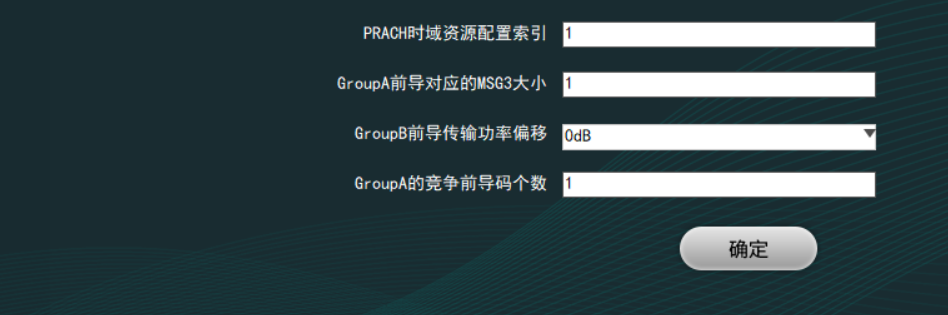 PRACH时域资源配置索引 1
GroupA前导对应的MSG3大小 1
GroupB前导传输功率偏移 0dB
GroupA的竞争前导码个数 1
确定